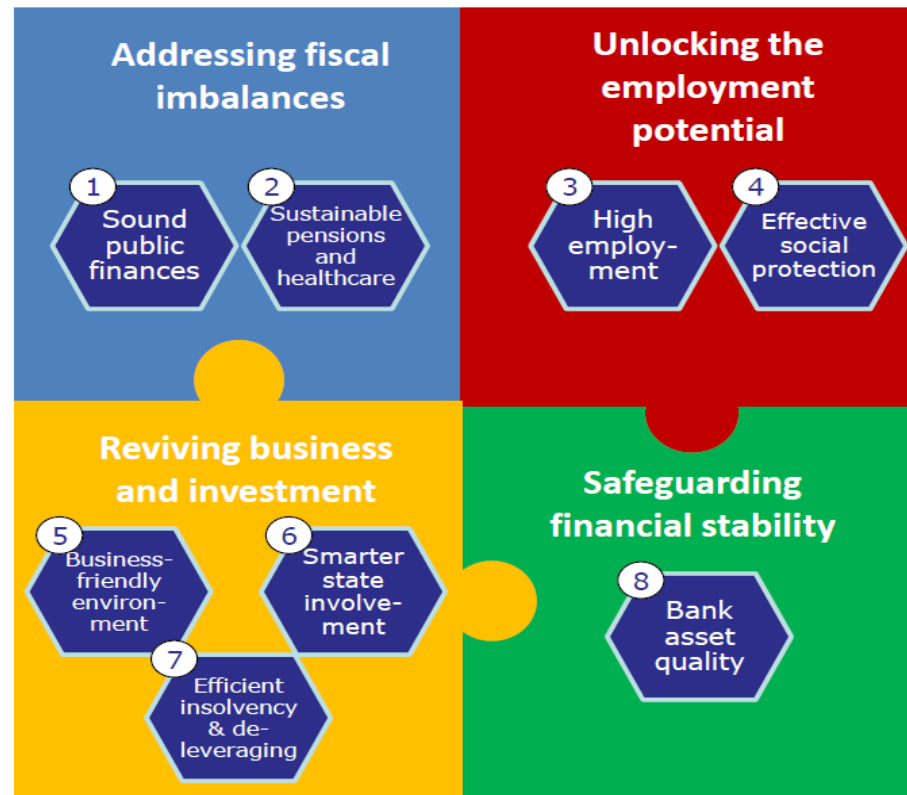 Addressing fiscal
imbalances
1
Sound
public
finances
2
Sustainable
pensions
and
healthcare
Unlocking the
employment
potential
3
High
employ-
ment
4
Effective
social
protection
Reviving business
and investment
5
Business-
friendly
environ-
ment
6
Smarter
state
involve-
ment
7
Efficient
insolvency
& de-
leveraging
Safeguarding
financial stability
8
Bank
asset
quality